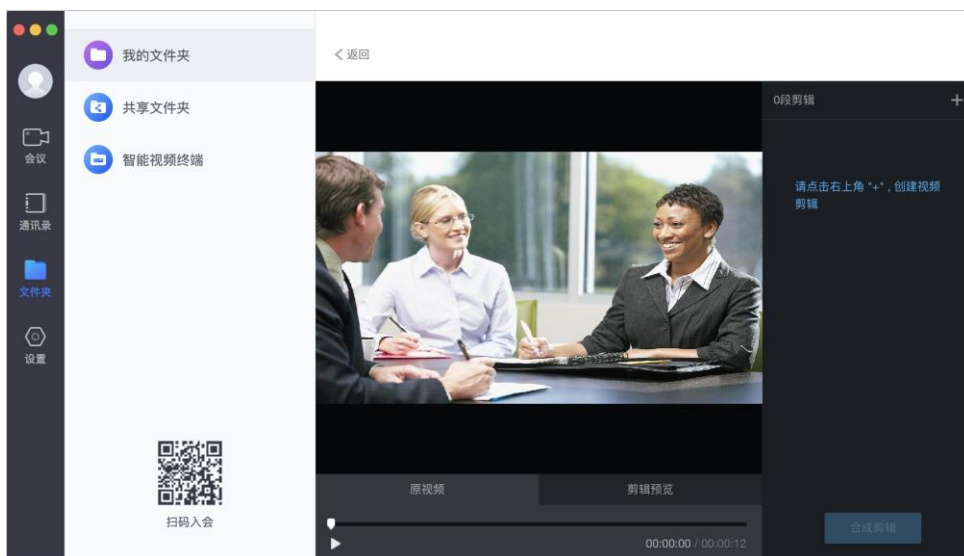 会议
通讯录
文件夹
设置
我的文件夹
共享文件夹
智能视频终端
扫码入会
返回
0段剪辑
+
请点击右上角 "+" , 创建视频
剪辑
原视频
剪辑预览
00:00:00 / 00:00:12
合成剪辑